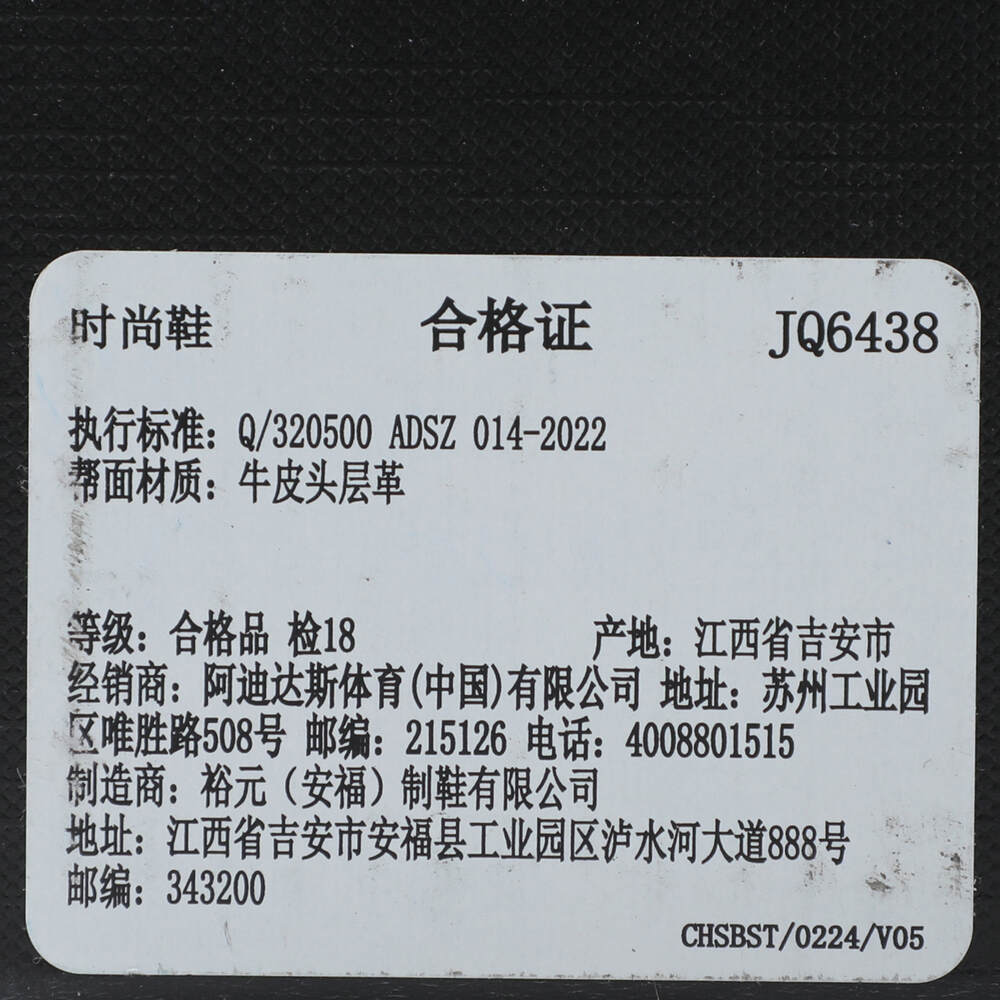 时尚鞋 合格证 JQ6438
执行标准：Q/320500 ADSZ 014-2022
帮面材质：牛皮头层革
等级：合格品 检18 产地：江西省吉安市
经销商：阿迪达斯体育(中国)有限公司 地址：苏州工业园
区唯胜路508号 邮编：215126 电话：4008801515
制造商：裕元（安福）制鞋有限公司
地址：江西省吉安市安福县工业园区泸水河大道888号
邮编：343200
CHSBST/0224/V05